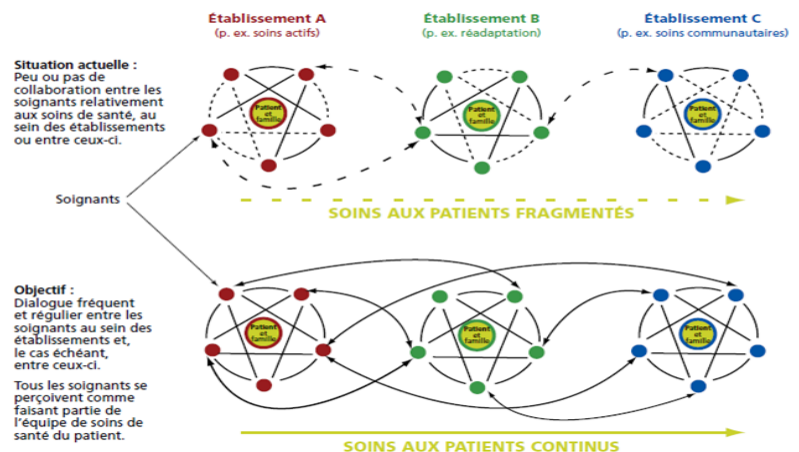 Établissement A
(p. ex. soins actifs)
Établissement B
(p. ex. réadaptation)
Établissement C
(p. ex. soins communautaires)
Situation actuelle :
Peu ou pas de
collaboration entre les
soignants relativement
aux soins de santé, au
sein des établissements
ou entre ceux-ci.
Patient
et
famille
Patient
et
famille
Patient
et
famille
Soignants
SOINS AUX PATIENTS FRAGMENTÉS
Objectif :
Dialogue fréquent
et régulier entre les
soignants au sein des
établissements et,
le cas échéant,
entre ceux-ci.
Tous les soignants se
perçoivent comme
faisant partie de
l'équipe de soins de
santé du patient.
Patient
et
famille
Patient
et
famille
Patient
et
famille
SOINS AUX PATIENTS CONTINUS